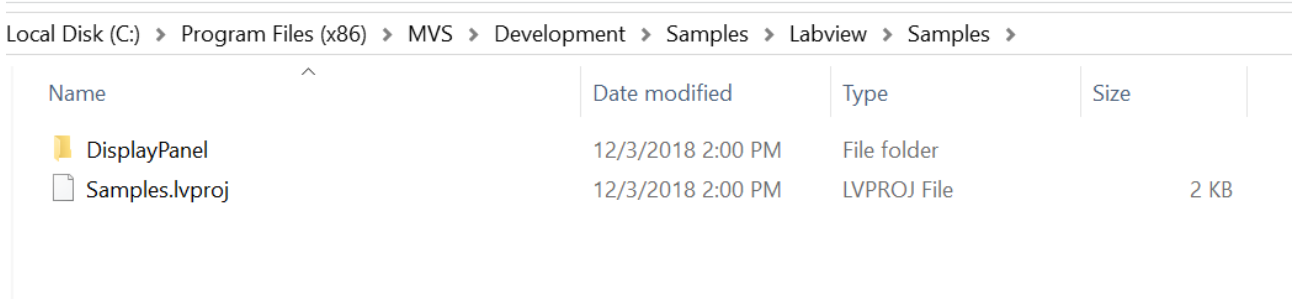 Local Disk (C:) > Program Files (x86) > MVS > Development > Samples > Labview > Samples >
Name Date modified Type Size
DisplayPanel 12/3/2018 2:00 PM File folder
Samples.lvproj 12/3/2018 2:00 PM LVPROJ File 2 KB